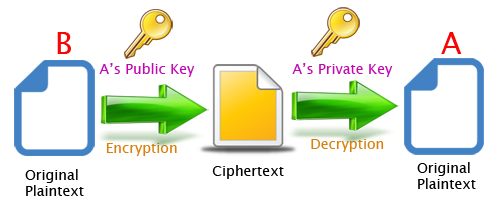 B
A
A's Public Key
A's Private Key
Encryption
Decryption
Original
Plaintext
Ciphertext
Original
Plaintext